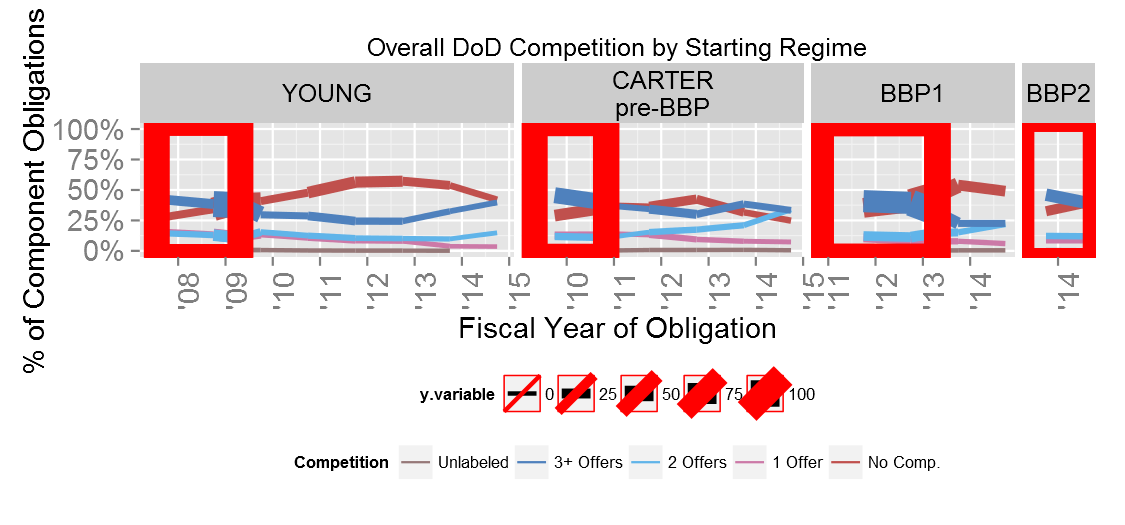 Overall DoD Competition by Starting Regime
YOUNG
CARTER
pre-BBP
BBP1
BBP2
% of Component Obligations
100%
75%
50%
25%
0%
'08 '09 '10 '11 '12 '13 '14 '15
'10 '11 '12 '13 '14 '15
'11 '12 '13 '14
'14
Fiscal Year of Obligation
y.variable 0 25 50 75 100
Competition Unlabeled 3+ Offers 2 Offers 1 Offer No Comp.